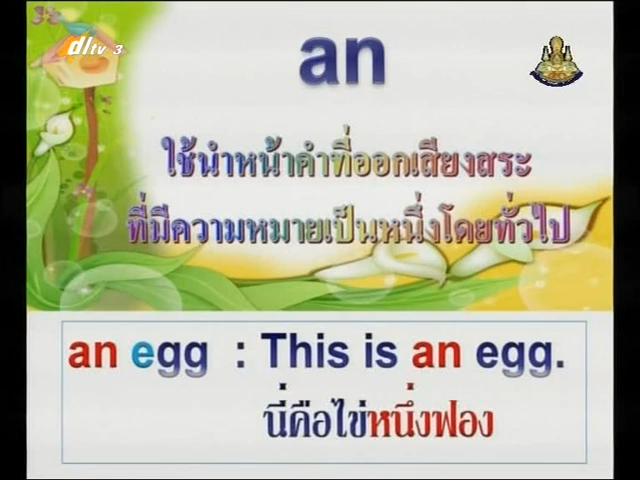 dltv 3
an
ใช้นำหน้าคำที่ออกเสียงสระ
ที่มีความหมายเป็นหนึ่งโดยทั่วไป
an egg : This is an egg.
นี่คือไข่หนึ่งฟอง